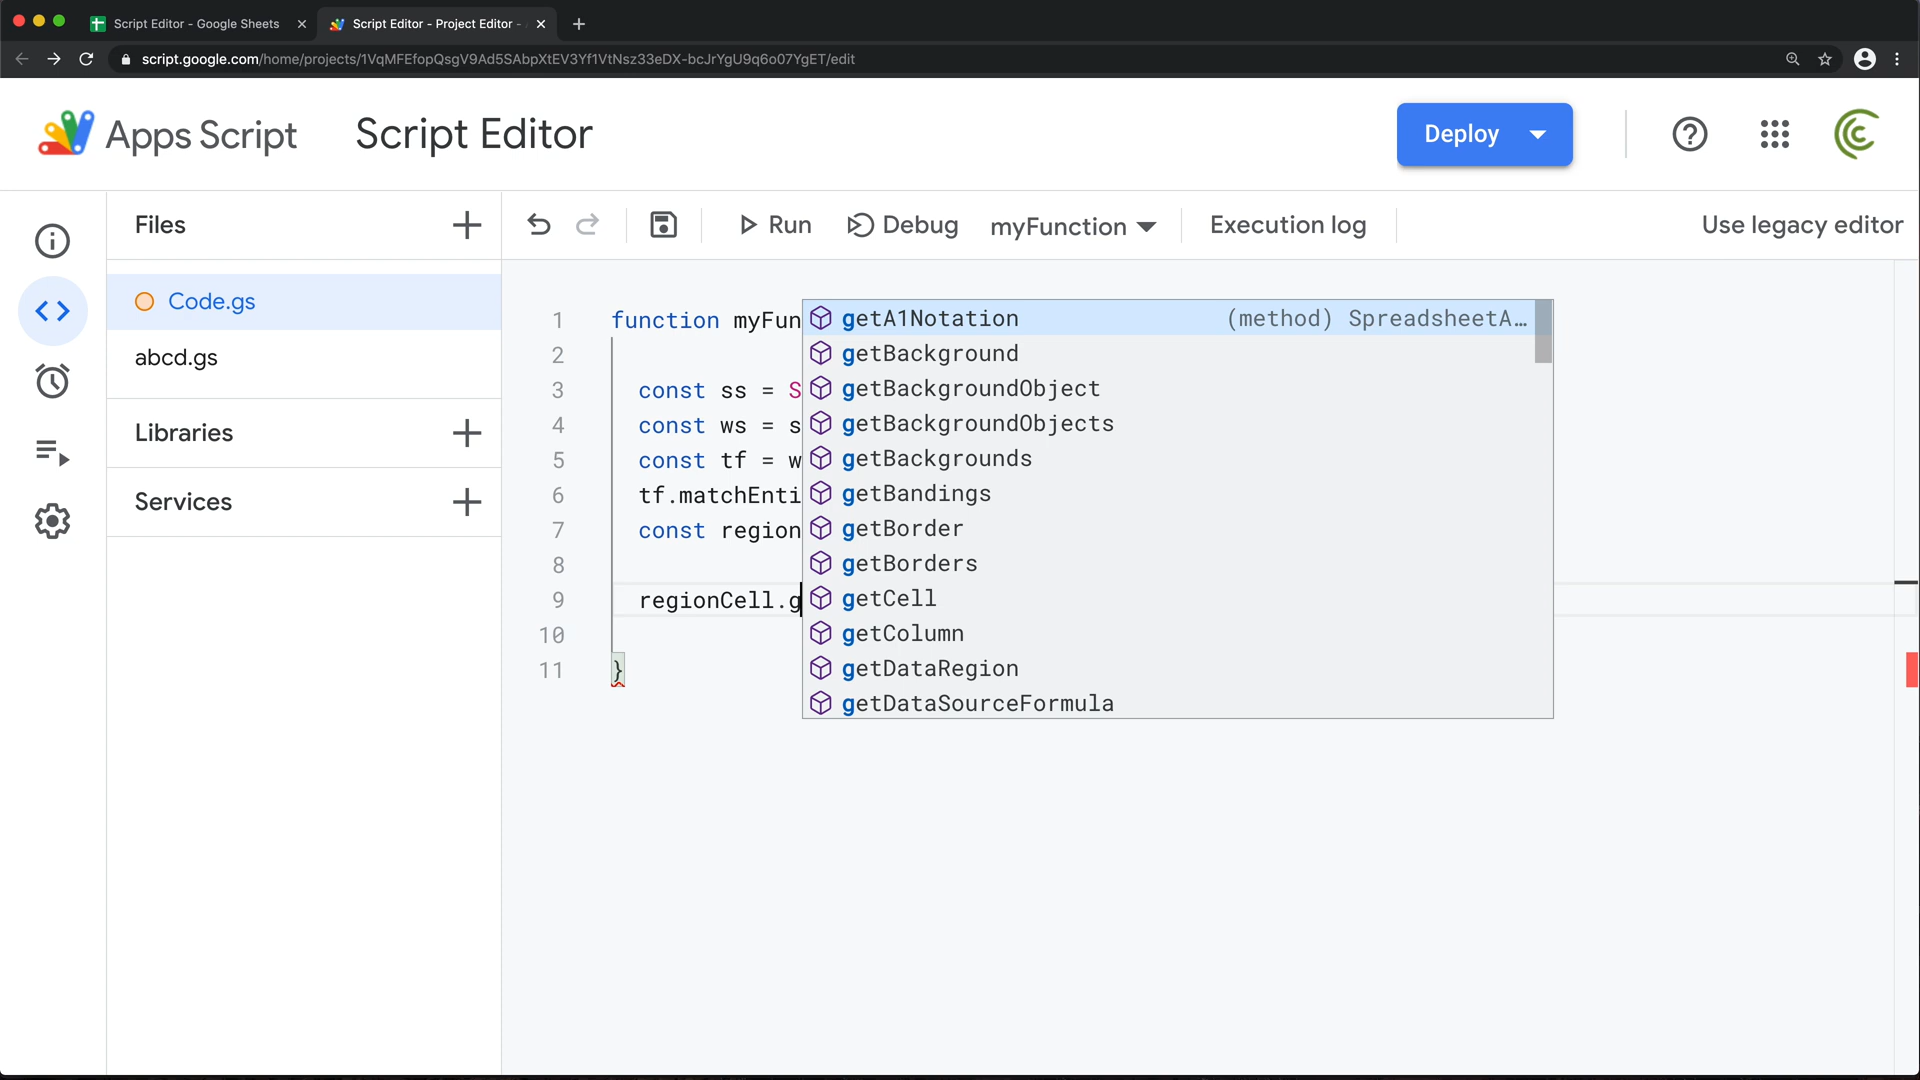 Script Editor - Google Sheets
Script Editor - Project Editor -
script.google.com/home/projects/1VqMFEfopQsgV9Ad5SAbpXtEV3Yf1VtNsz33eDX-bcJrYgU9q6o07YgET/edit
Apps Script Script Editor
Deploy
Files
Run Debug myFunction Execution log Use legacy editor
Code.gs
abcd.gs
Libraries
Services
1 function myFun
2
3 const ss = S
4 const ws = s
5 const tf = w
6 tf.matchEnti
7 const region
8
9 regionCell.g
10
11 }
getA1Notation (method) SpreadsheetA…
getBackground
getBackgroundObject
getBackgroundObjects
getBackgrounds
getBandings
getBorder
getBorders
getCell
getColumn
getDataRegion
getDataSourceFormula